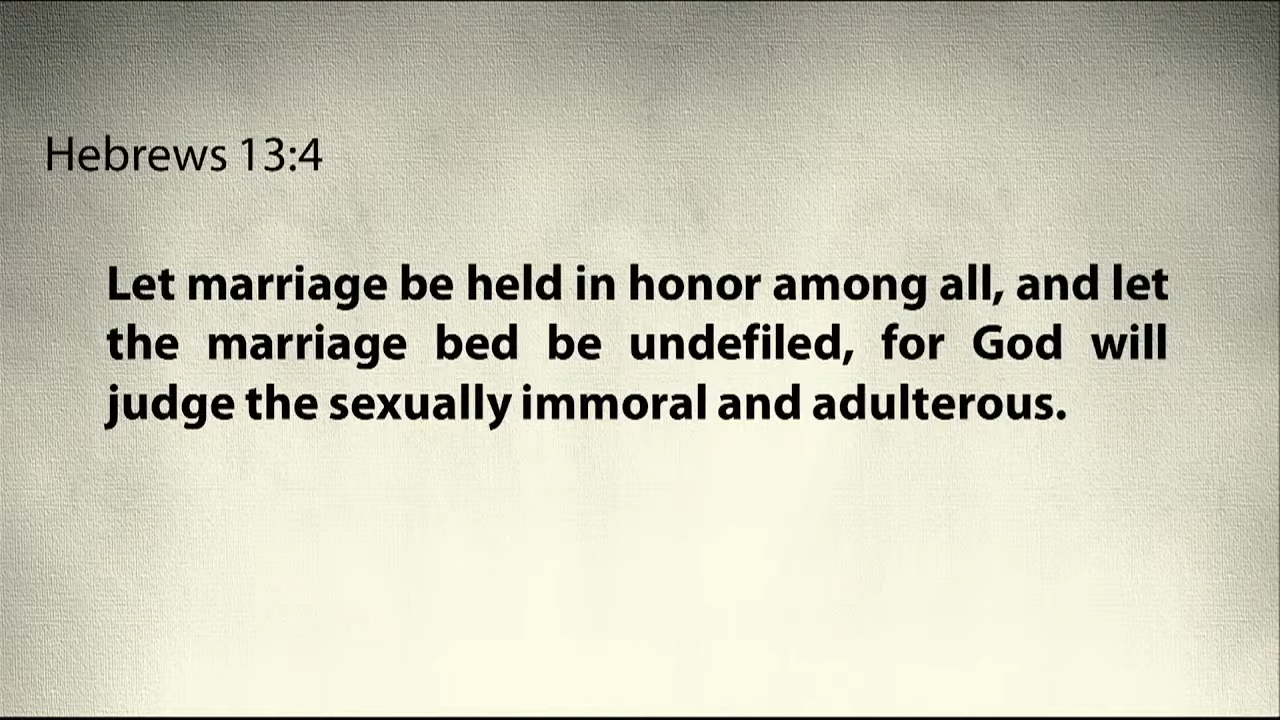 Hebrews 13:4
Let marriage be held in honor among all, and let
the marriage bed be undefiled, for God will
judge the sexually immoral and adulterous.